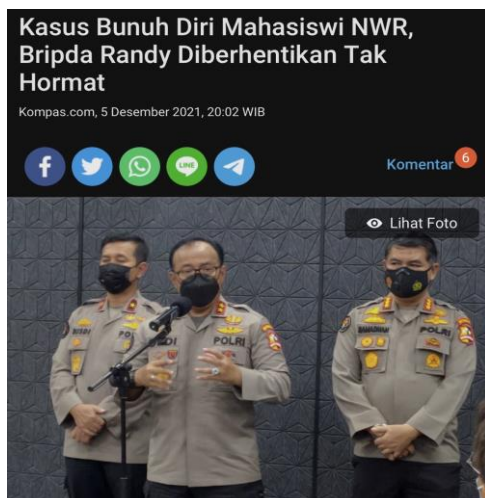 Kasus Bunuh Diri Mahasiswi NWR,
Bripda Randy Diberhentikan Tak
Hormat
Kompas.com, 5 Desember 2021, 20:02 WIB
f
LINE
Komentar 6
Lihat Foto
POLRI
POLRI